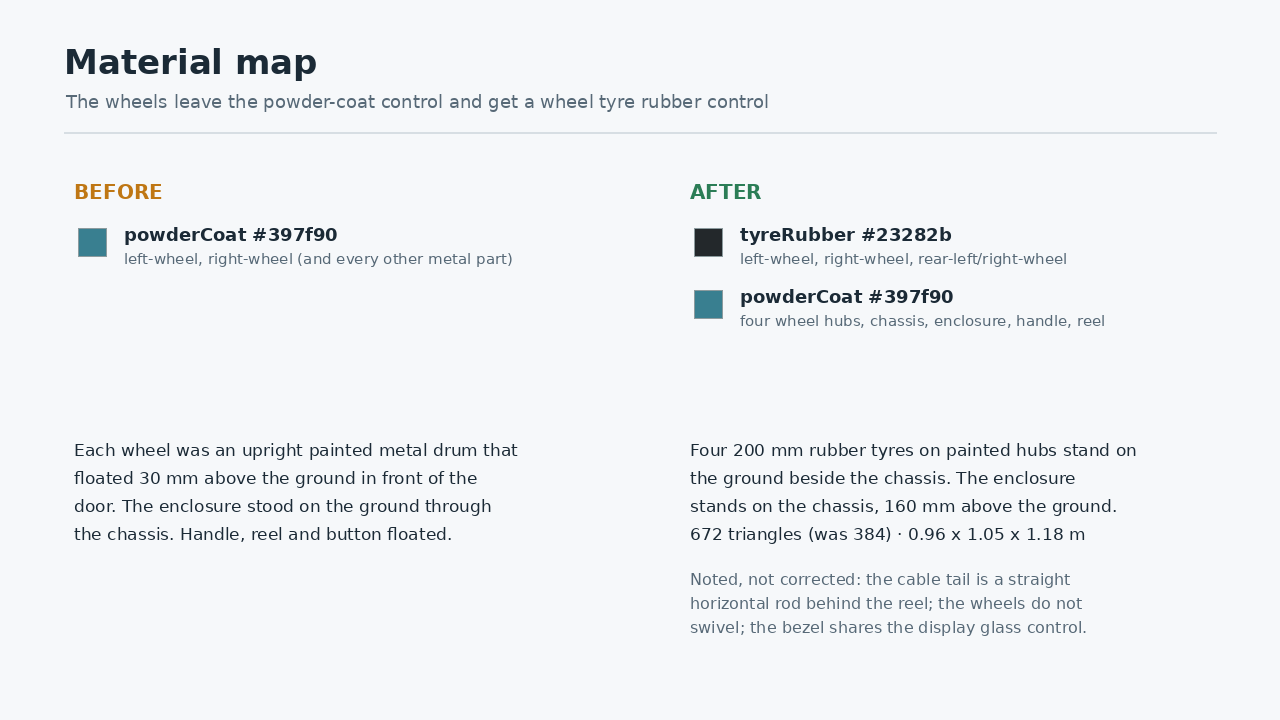 Material map
The wheels leave the powder-coat control and get a wheel tyre rubber control
BEFORE
powderCoat #397f90
left-wheel, right-wheel (and every other metal part)
Each wheel was an upright painted metal drum that
floated 30 mm above the ground in front of the
door. The enclosure stood on the ground through
the chassis. Handle, reel and button floated.
AFTER
tyreRubber #23282b
left-wheel, right-wheel, rear-left/right-wheel
powderCoat #397f90
four wheel hubs, chassis, enclosure, handle, reel
Four 200 mm rubber tyres on painted hubs stand on
the ground beside the chassis. The enclosure
stands on the chassis, 160 mm above the ground.
672 triangles (was 384) · 0.96 x 1.05 x 1.18 m
Noted, not corrected: the cable tail is a straight
horizontal rod behind the reel; the wheels do not
swivel; the bezel shares the display glass control.